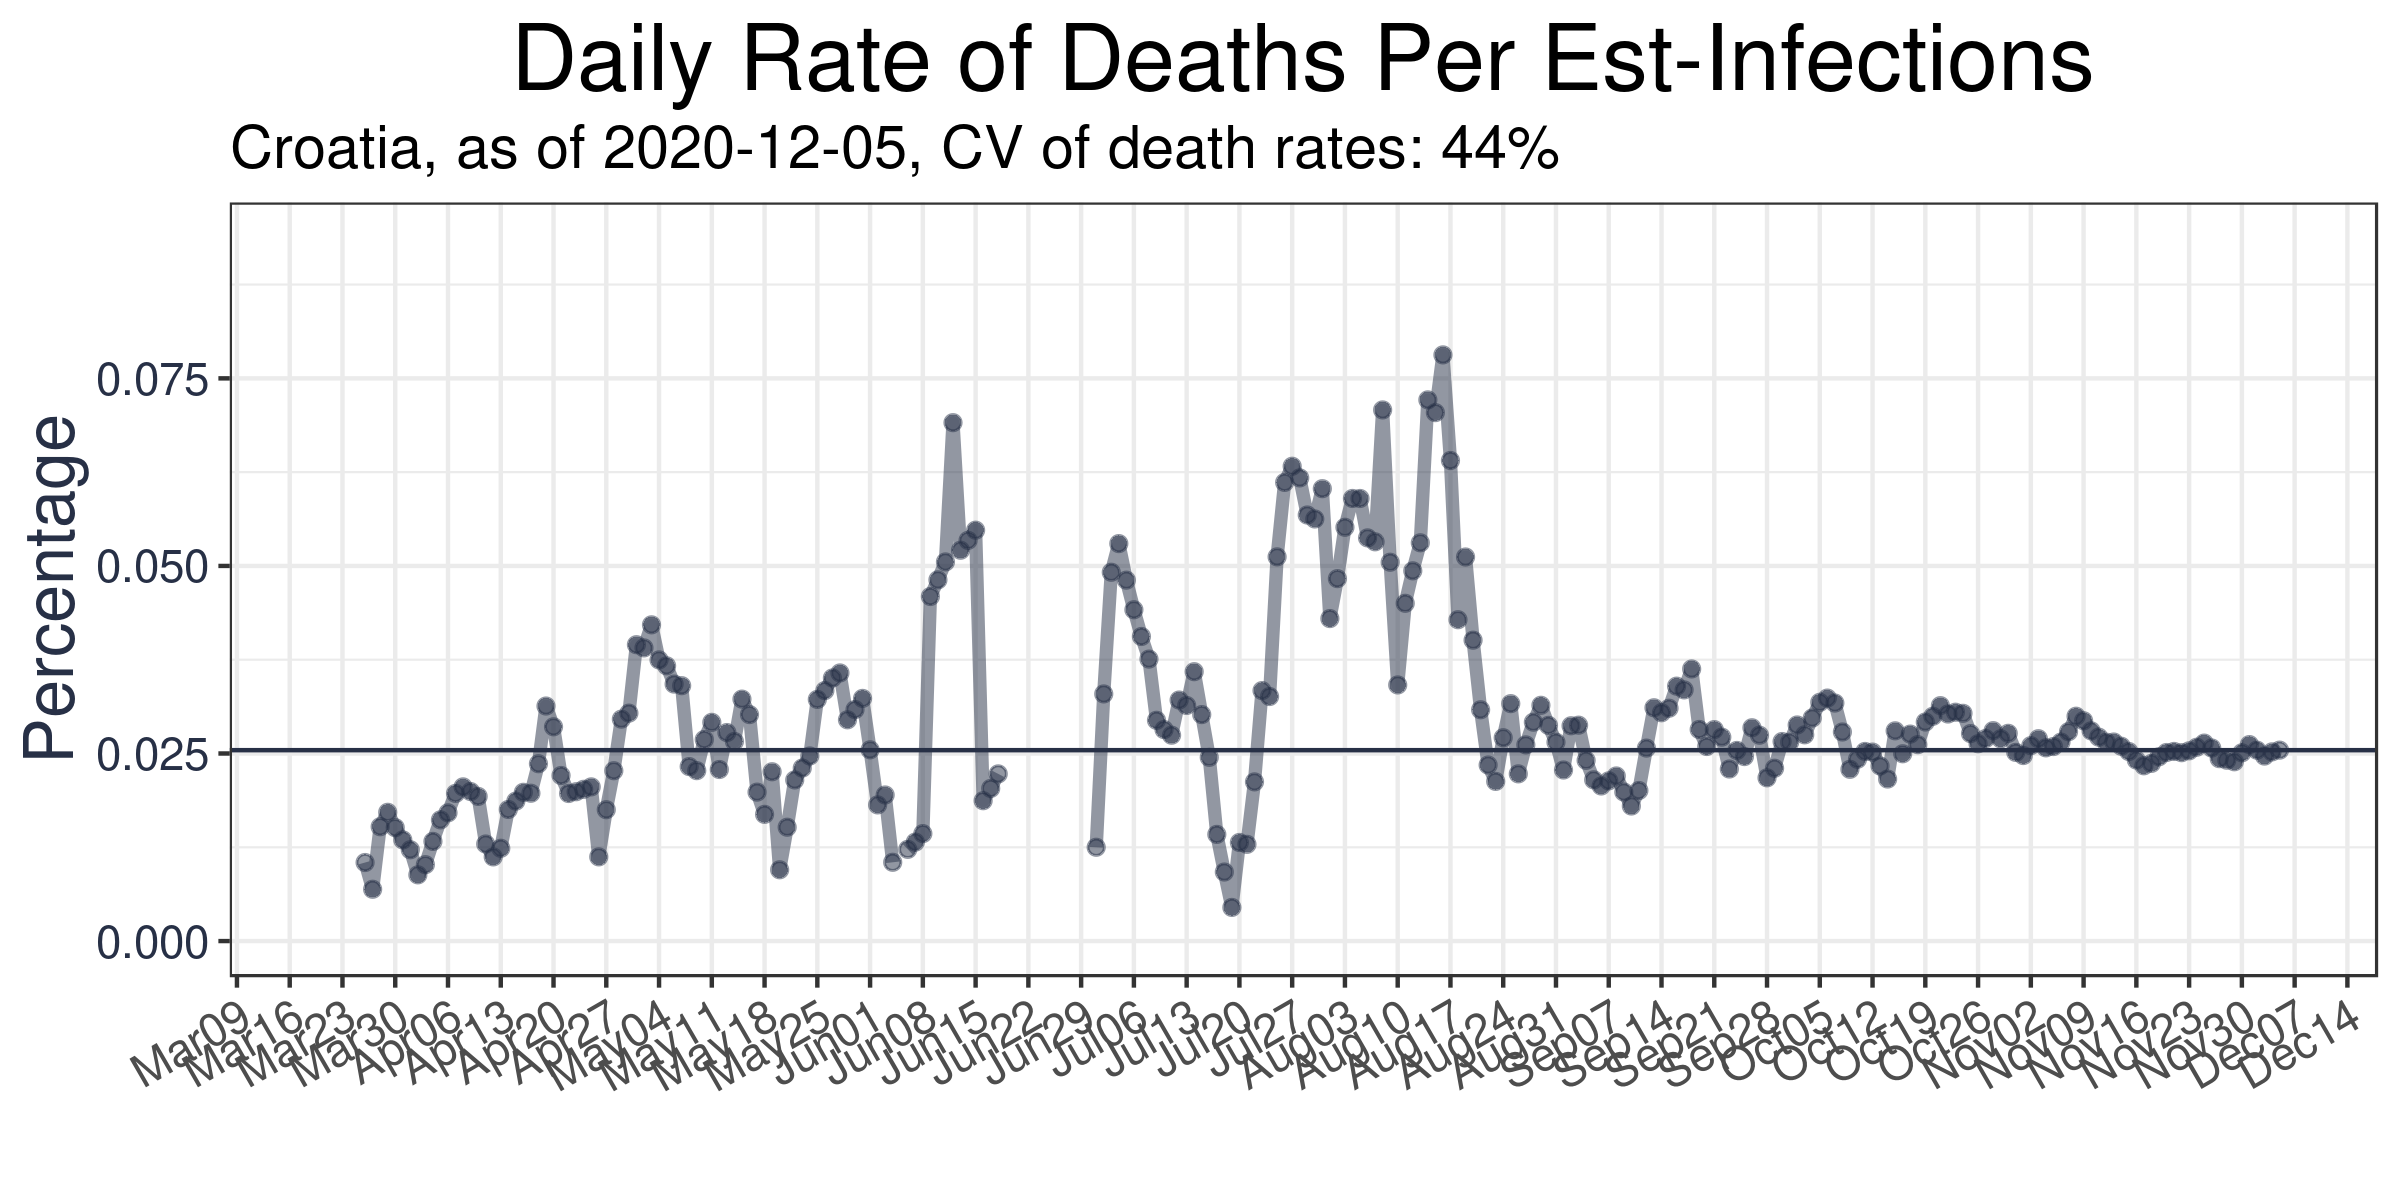 Daily Rate of Deaths Per Est-Infections
Croatia, as of 2020-12-05, CV of death rates: 44%
Percentage
0.075
0.050
0.025
0.000
Mar09
Mar16
Mar23
Mar30
Apr06
Apr13
Apr20
Apr27
May04
May11
May18
May25
Jun01
Jun08
Jun15
Jun22
Jun29
Jul06
Jul13
Jul20
Jul27
Aug03
Aug10
Aug17
Aug24
Aug31
Sep07
Sep14
Sep21
Sep28
Oct05
Oct12
Oct19
Oct26
Nov02
Nov09
Nov16
Nov23
Nov30
Dec07
Dec14